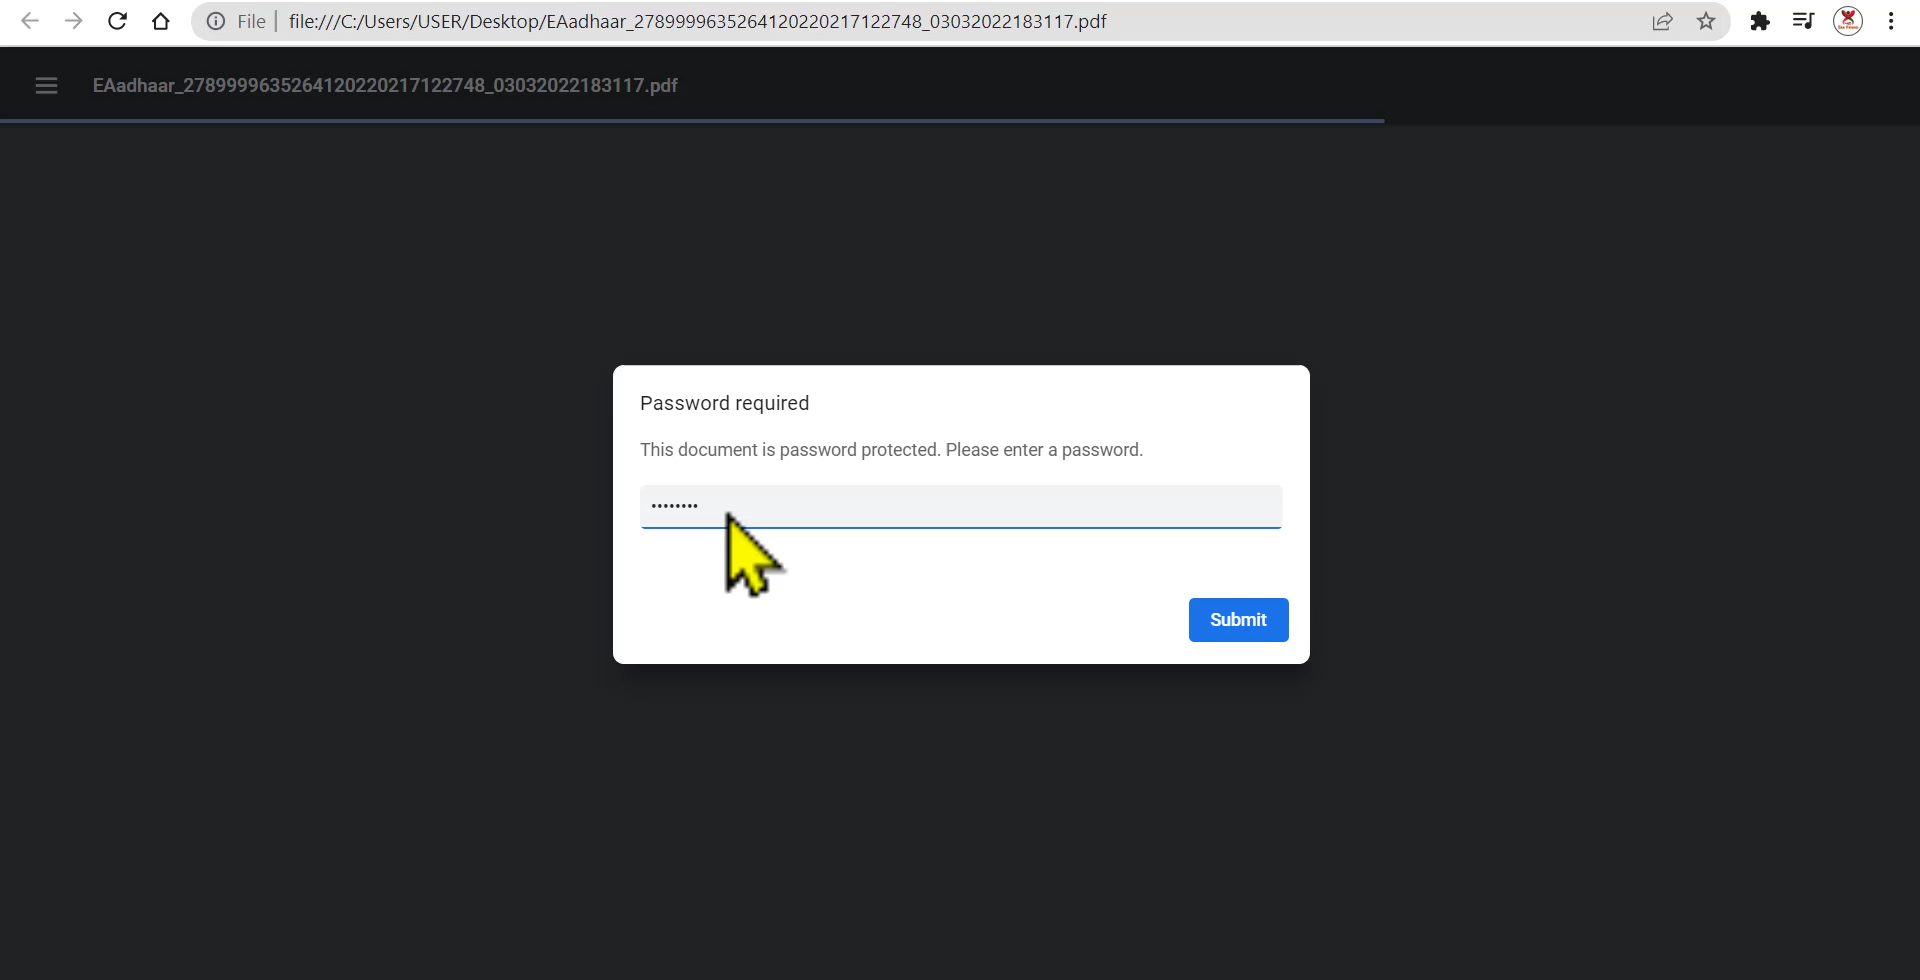 File | file:///C:/Users/USER/Desktop/EAadhaar_2789999635264120220217122748_03032022183117.pdf
EAadhaar_2789999635264120220217122748_03032022183117.pdf
Password required
This document is password protected. Please enter a password.
••••••••
Submit